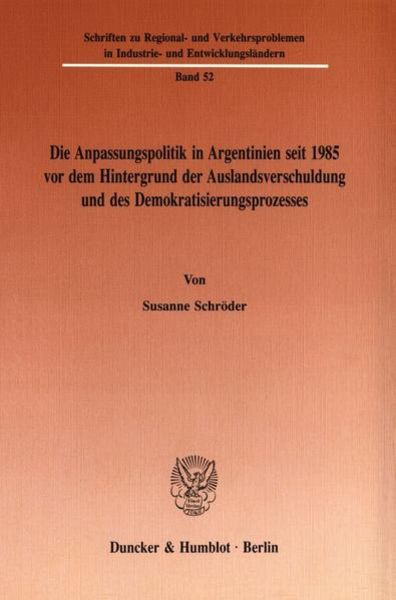 Schriften zu Regional- und Verkehrsproblemen
in Industrie- und Entwicklungsländern
Band 52
Die Anpassungspolitik in Argentinien seit 1985
vor dem Hintergrund der Auslandsverschuldung
und des Demokratisierungsprozesses
Von
Susanne Schröder
Duncker & Humblot · Berlin